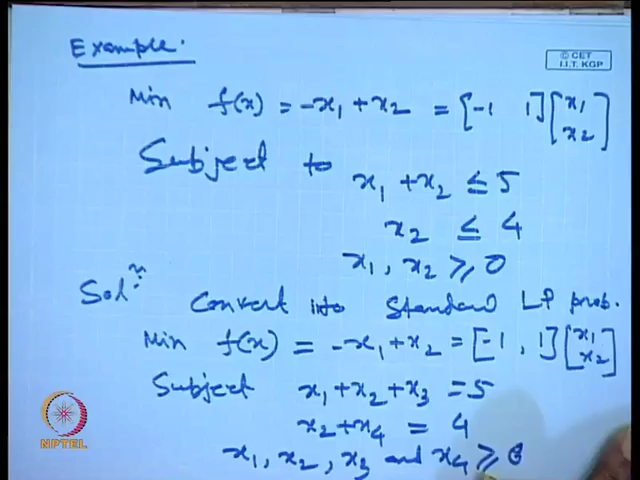 Example.
© CET
I.I.T. KGP
Min f(x) = -x₁ + x₂ = [-1 1] [x₁ x₂]
Subject to
x₁ + x₂ ≤ 5
x₂ ≤ 4
x₁, x₂ ≥ 0
Solⁿ: Convert into Standard LP prob.
Min f(x) = -x₁ + x₂ = [-1, 1] [x₁ x₂]
Subject x₁ + x₂ + x₃ = 5
x₂ + x₄ = 4
x₁, x₂, x₃ and x₄ ≥ 0
NPTEL